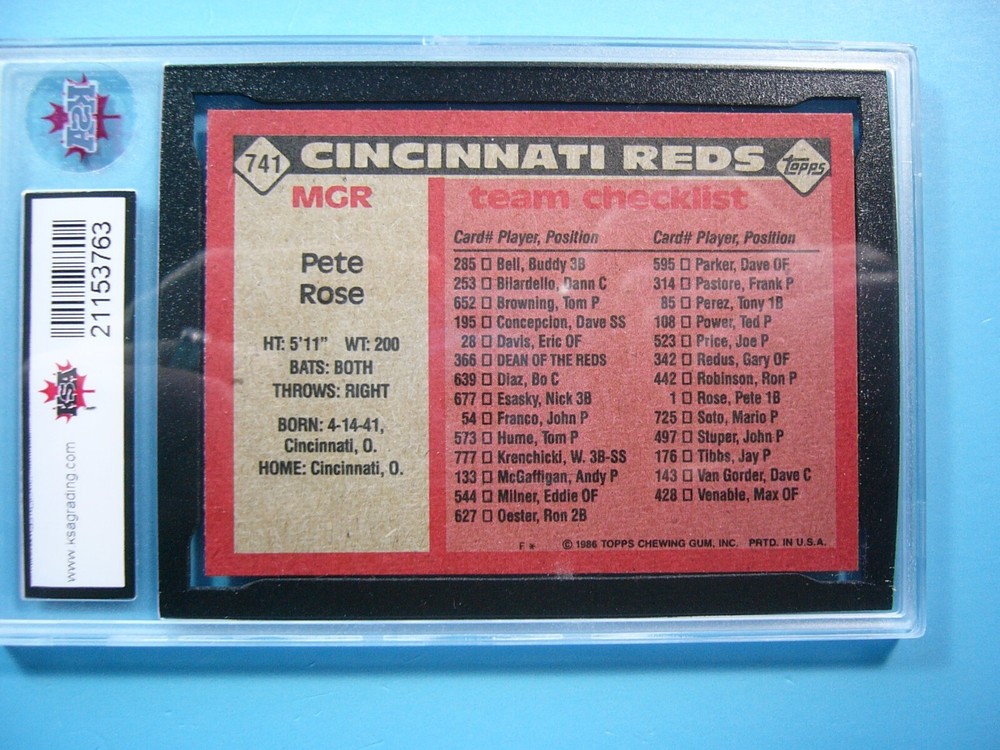 KSA
21153763
KSA
www.ksagrading.com
741 CINCINNATI REDS topps
MGR
Pete
Rose
HT: 5'11" WT: 200
BATS: BOTH
THROWS: RIGHT
BORN: 4-14-41,
Cincinnati, O.
HOME: Cincinnati, O.
team checklist
Card# Player, Position
285 Bell, Buddy 3B
253 Bilardello, Dann C
652 Browning, Tom P
195 Concepcion, Dave SS
28 Davis, Eric OF
366 DEAN OF THE REDS
639 Diaz, Bo C
677 Esasky, Nick 3B
54 Franco, John P
573 Hume, Tom P
777 Krenchicki, W. 3B-SS
133 McGaffigan, Andy P
544 Milner, Eddie OF
627 Oester, Ron 2B
Card# Player, Position
595 Parker, Dave OF
314 Pastore, Frank P
85 Perez, Tony 1B
108 Power, Ted P
523 Price, Joe P
342 Redus, Gary OF
442 Robinson, Ron P
1 Rose, Pete 1B
725 Soto, Mario P
497 Stuper, John P
176 Tibbs, Jay P
143 Van Gorder, Dave C
428 Venable, Max OF
F * © 1986 TOPPS CHEWING GUM, INC. PRTD. IN U.S.A.